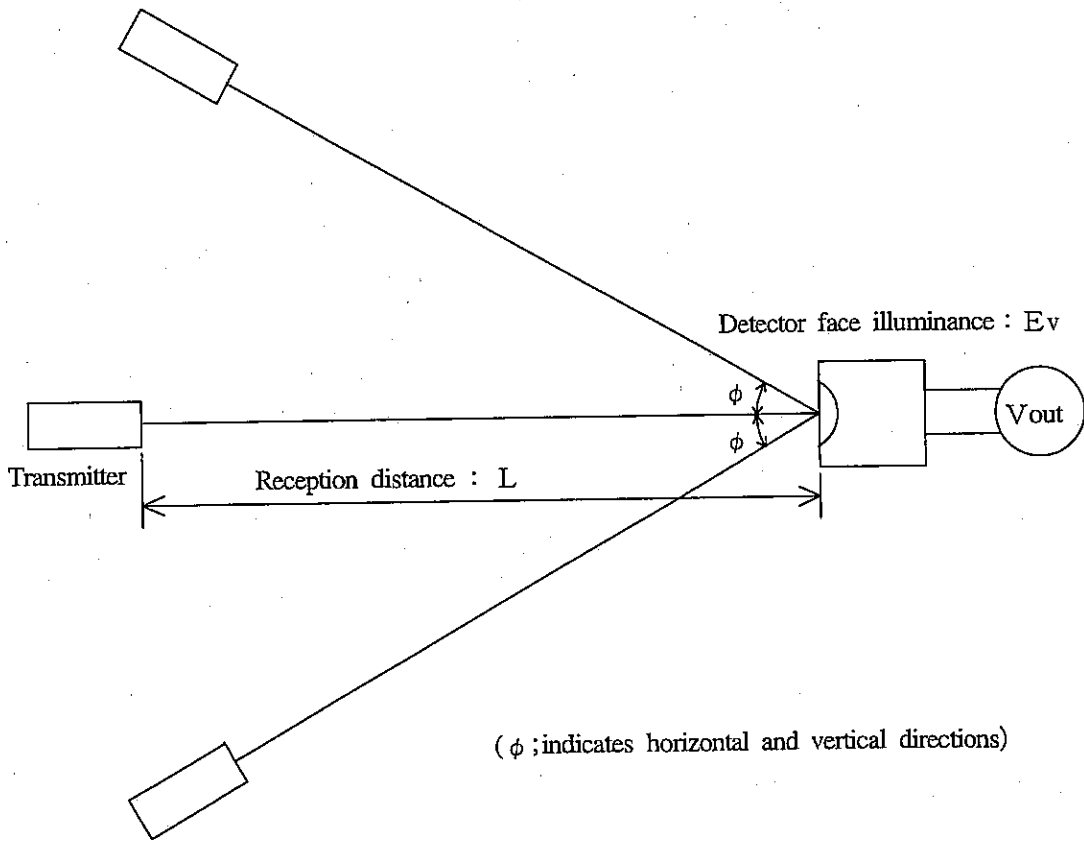 Detector face illuminance : Ev
ϕ
Vout
ϕ
Transmitter
Reception distance : L
(ϕ ;indicates horizontal and vertical directions)